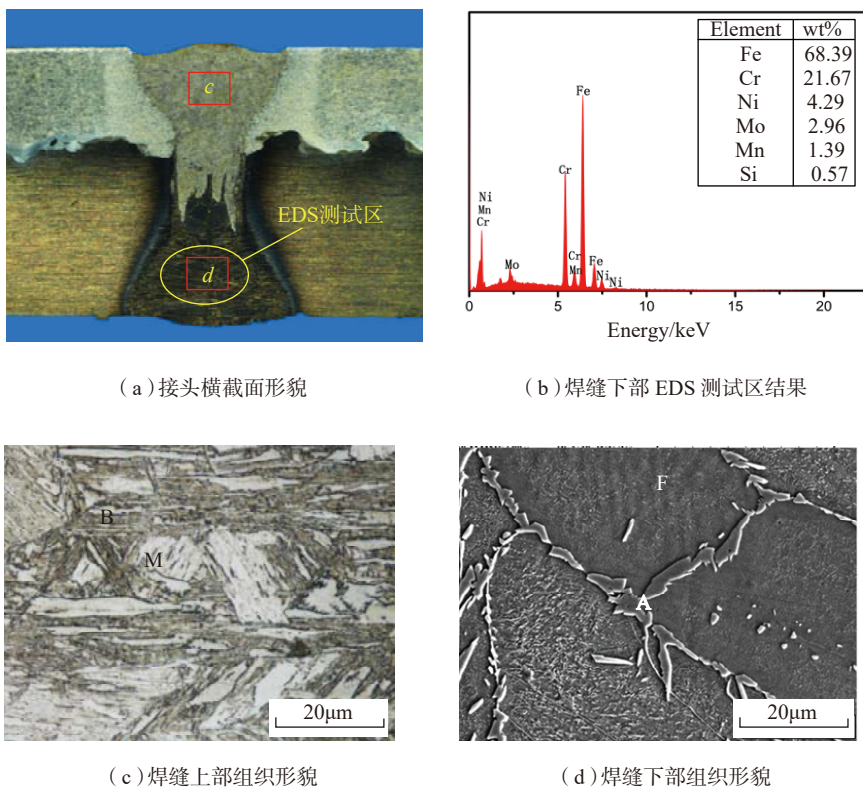 c
EDS测试区
d
Element wt%
Fe 68.39
Cr 21.67
Ni 4.29
Mo 2.96
Mn 1.39
Si 0.57
Fe
Cr
Ni
Mn
Cr
Mo
Cr
Mn
Fe
Ni
Ni
0 5 10 15 20
Energy/keV
(a)接头横截面形貌
(b)焊缝下部 EDS 测试区结果
B
M
20μm
F
A
20μm
(c)焊缝上部组织形貌
(d)焊缝下部组织形貌